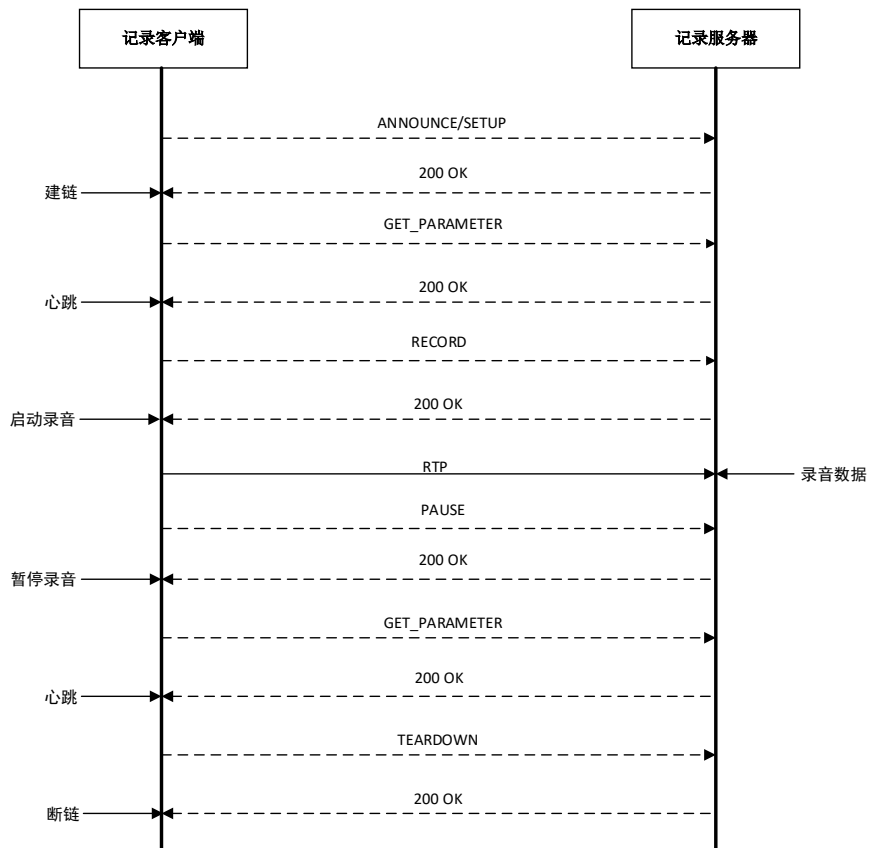 记录客户端
记录服务器
ANNOUNCE/SETUP
200 OK
建链
GET_PARAMETER
200 OK
心跳
RECORD
200 OK
启动录音
RTP
录音数据
PAUSE
200 OK
暂停录音
GET_PARAMETER
200 OK
心跳
TEARDOWN
200 OK
断链